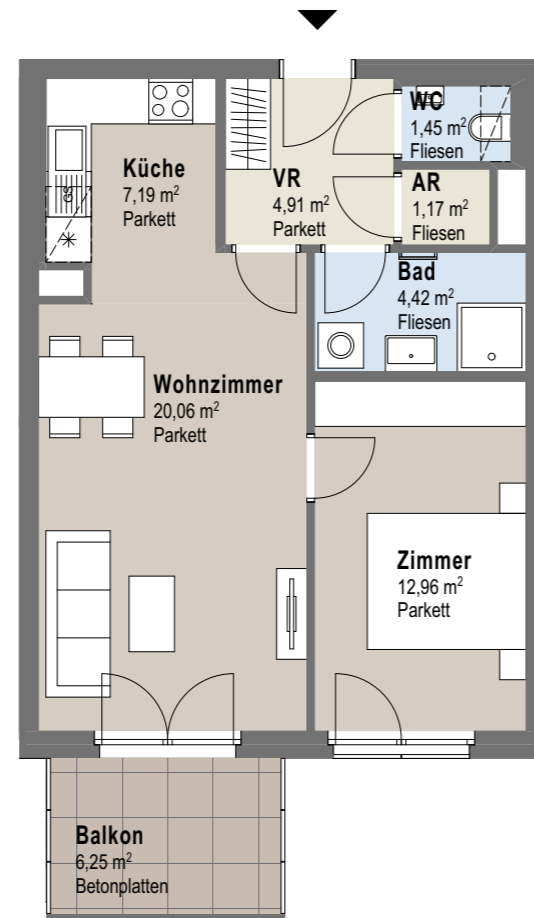 WC
1,45 m²
Fliesen
Küche
7,19 m²
Parkett
VR
4,91 m²
Parkett
AR
1,17 m²
Fliesen
GS
Bad
4,42 m²
Fliesen
Wohnzimmer
20,06 m²
Parkett
Zimmer
12,96 m²
Parkett
Balkon
6,25 m²
Betonplatten